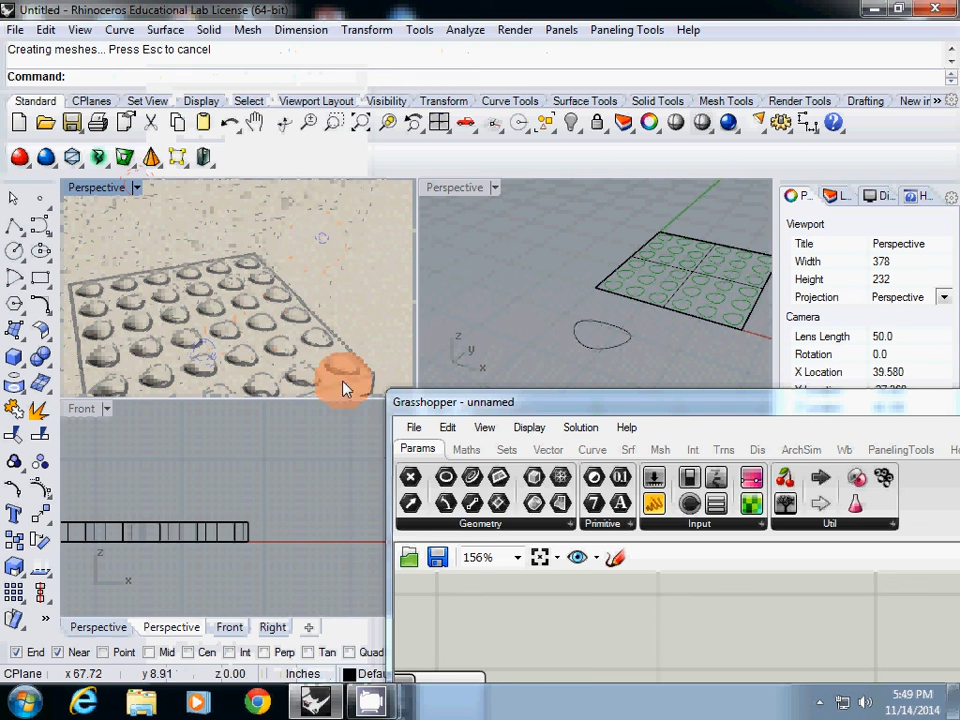 Untitled - Rhinoceros Educational Lab License (64-bit)
File Edit View Curve Surface Solid Mesh Dimension Transform Tools Analyze Render Panels Paneling Tools Help
Creating meshes... Press Esc to cancel
Command:
Standard CPlanes Set View Display Select Viewport Layout Visibility Transform Curve Tools Surface Tools Solid Tools Mesh Tools Render Tools Drafting New in »
Perspective
Perspective
P... L... Di... H...
Viewport
Title Perspective
Width 378
Height 232
Projection Perspective
Camera
Lens Length 50.0
Rotation 0.0
X Location 39.580
z y x
Front
z x
Grasshopper - unnamed
File Edit View Display Solution Help
Params Maths Sets Vector Curve Srf Msh Int Trns Dis ArchSim Wb PanelingTools
Geometry Primitive Input Util
156%
Perspective Perspective Front Right
End Near Point Mid Cen Int Perp Tan Quad
CPlane x 67.72 y 8.91 z 0.00 Inches Defau
5:49 PM
11/14/2014